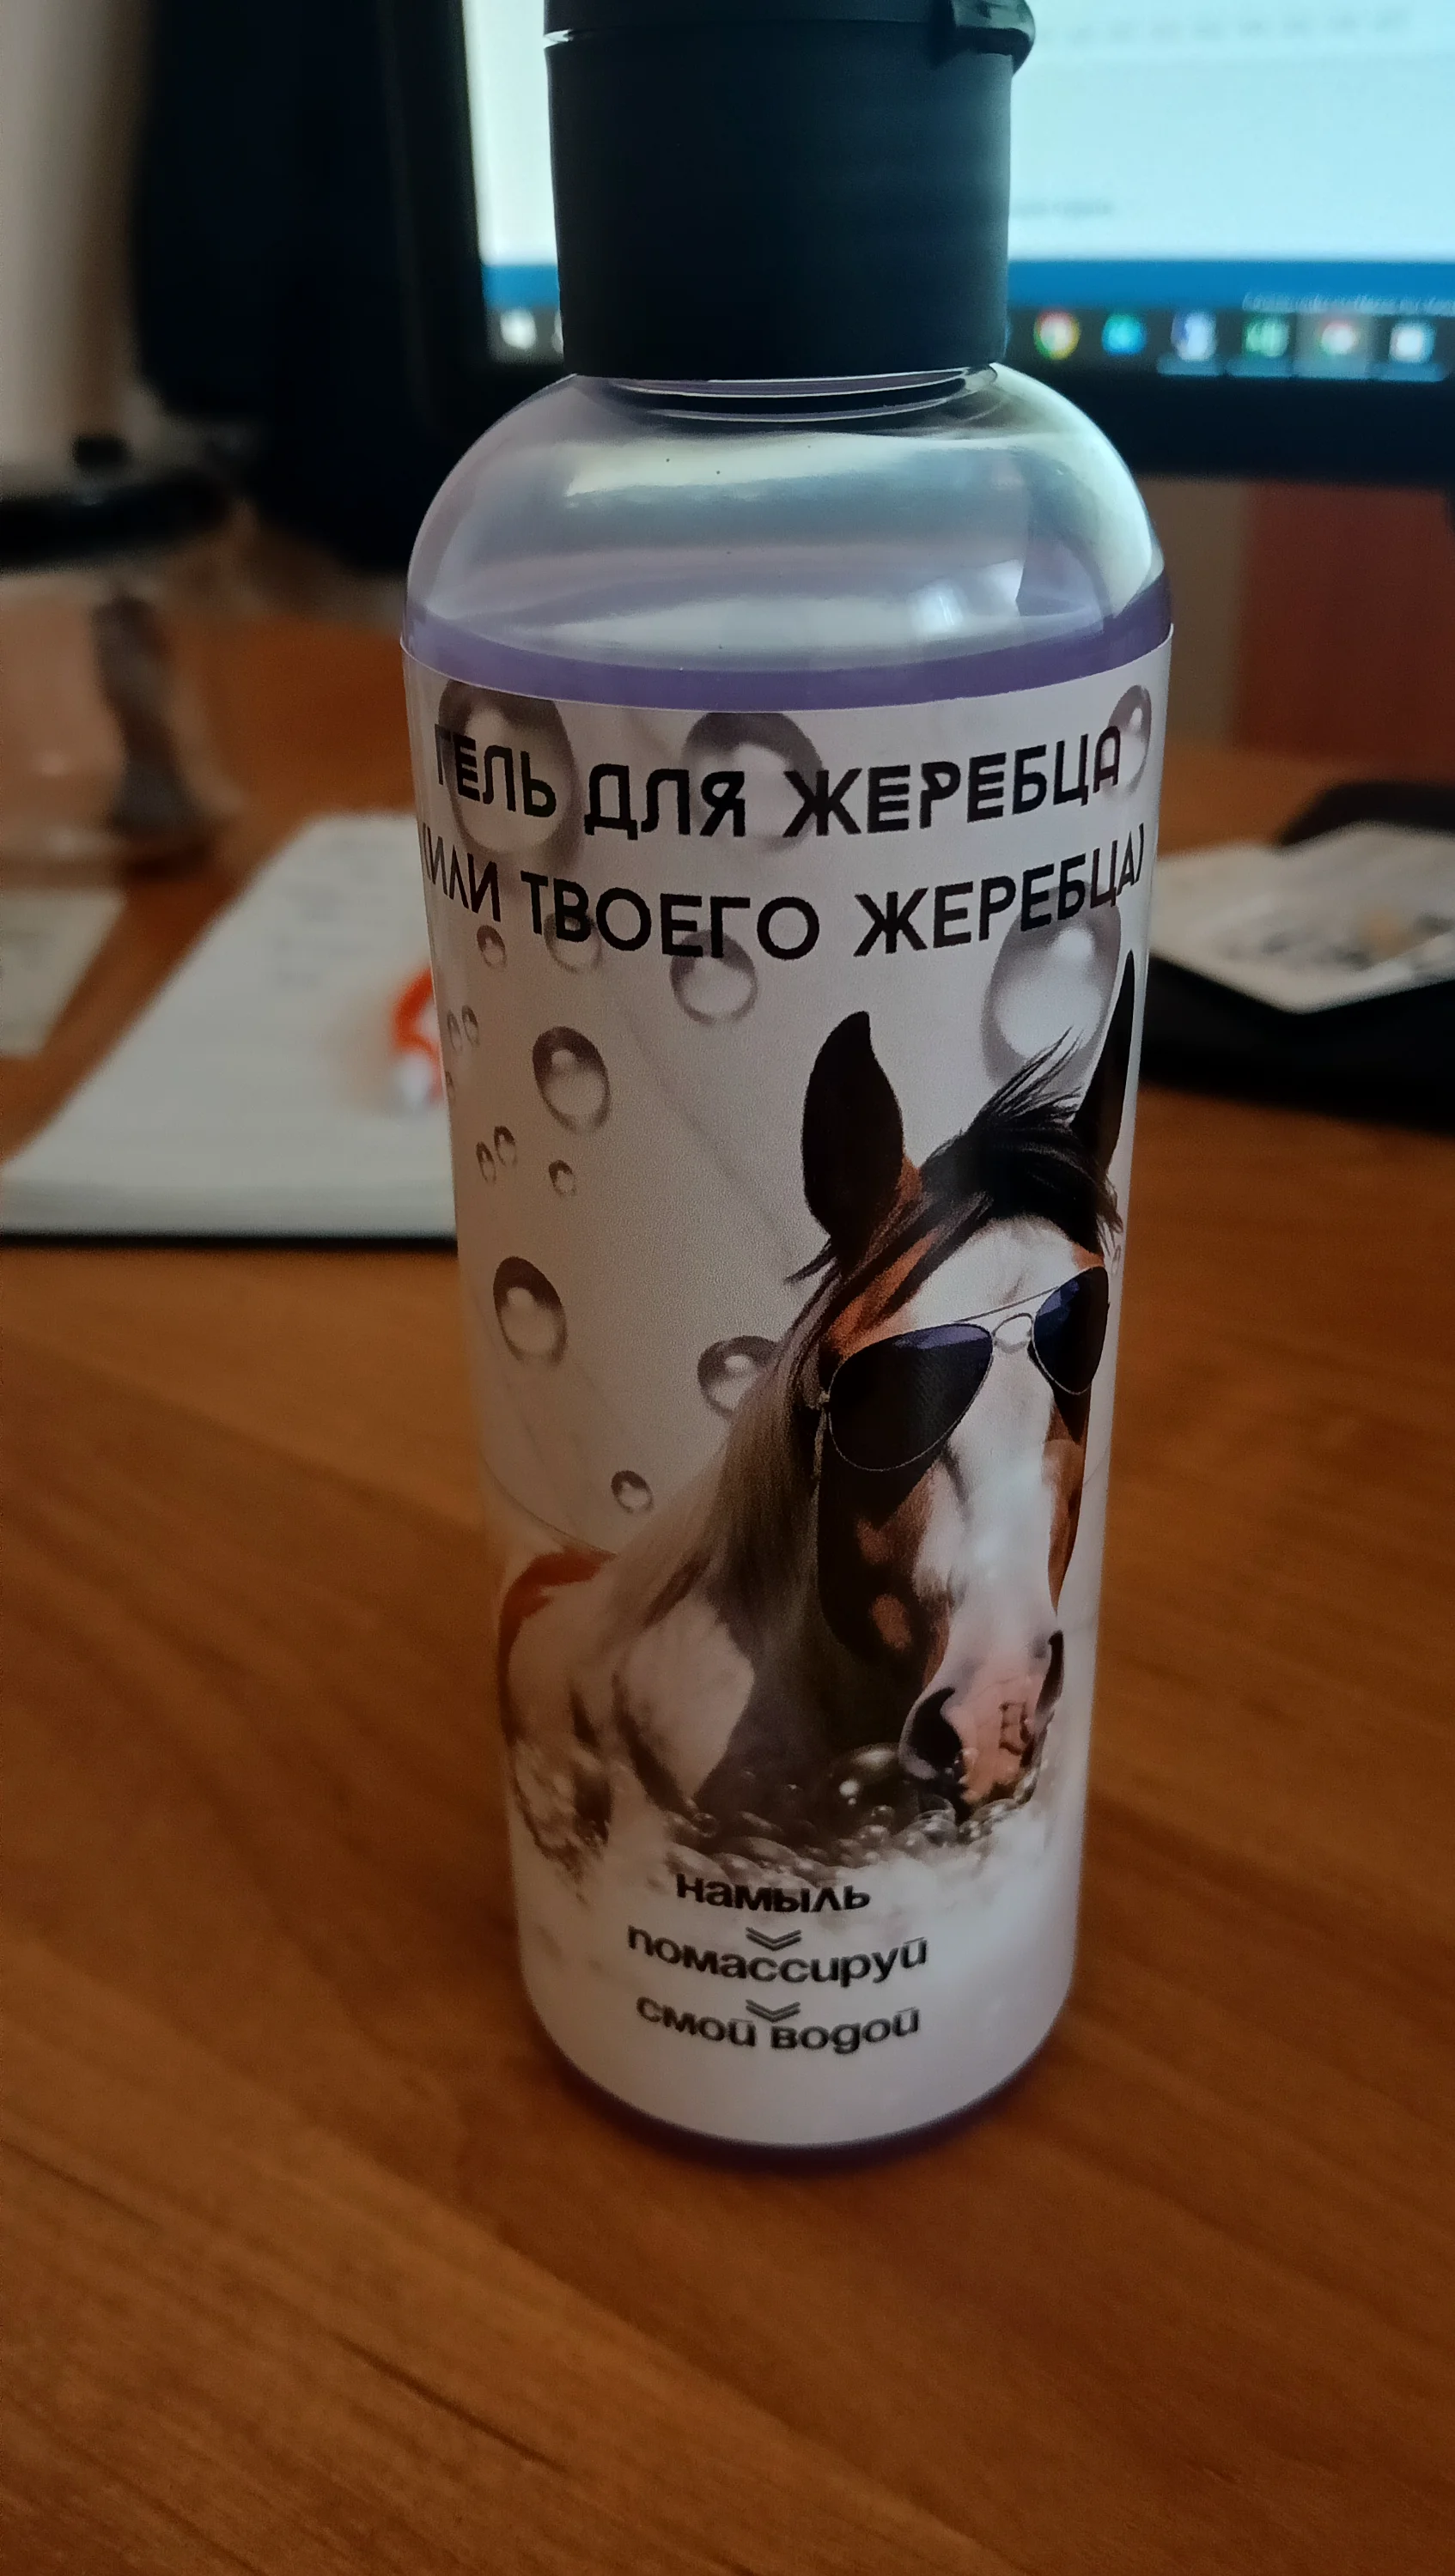 ГЕЛЬ ДЛЯ ЖЕРЕБЦА
(ИЛИ ТВОЕГО ЖЕРЕБЦА)
намыль
помассируй
смой водой